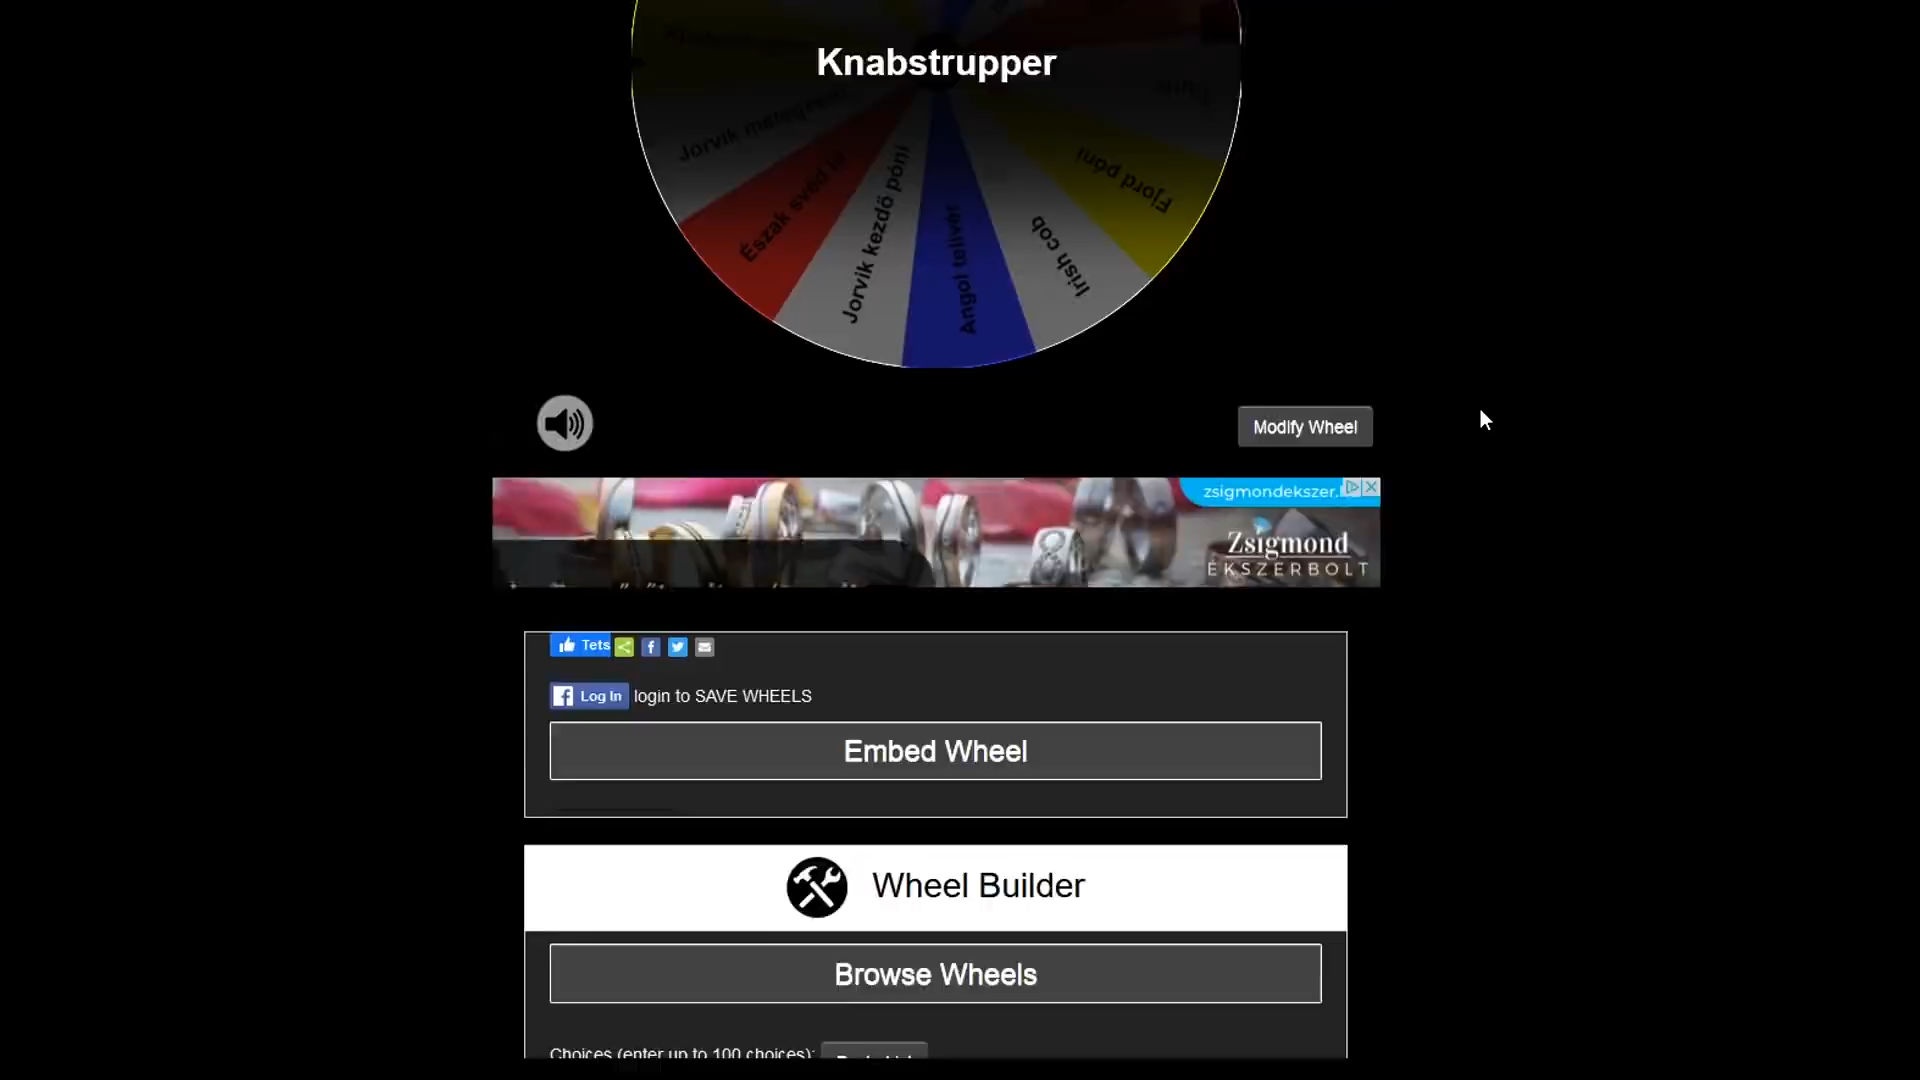 Knabstrupper
Jorvik melegvérű
Fjord póni
Észak svéd ló
Jorvik kezdő póni
Angol telivér
Irish cob
Modify Wheel
zsigmondekszer.
Zsigmond
ÉKSZERBOLT
Tets
Log In login to SAVE WHEELS
Embed Wheel
Wheel Builder
Browse Wheels
Choices (enter up to 100 choices):